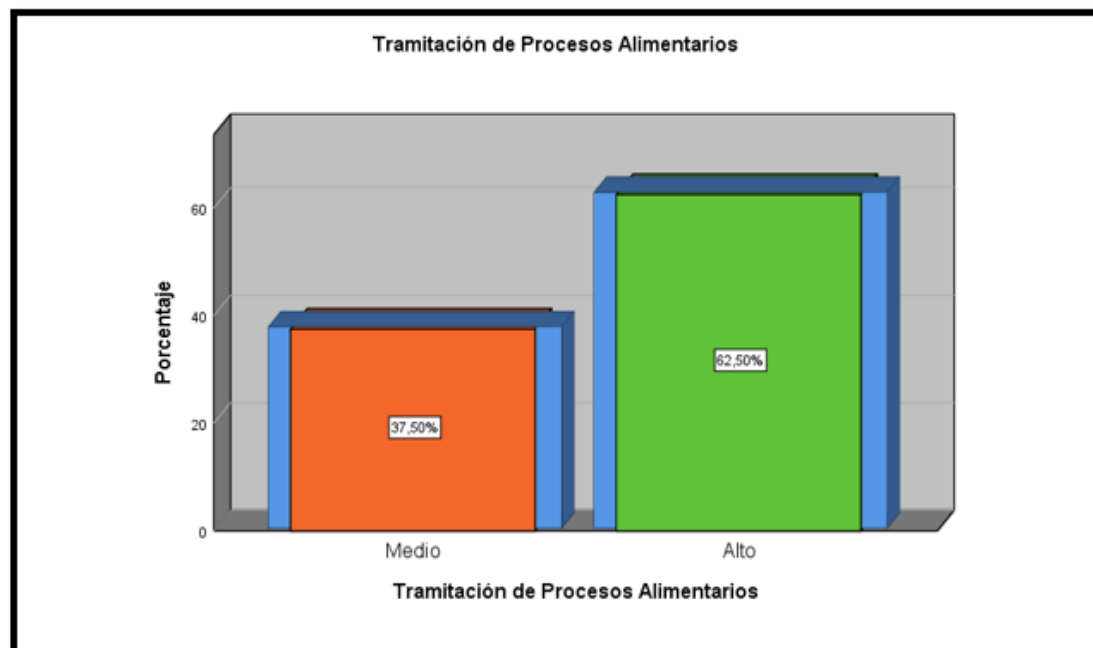 Tramitación de Procesos Alimentarios
Porcentaje
60
40
20
0
37,50%
62,50%
Medio
Alto
Tramitación de Procesos Alimentarios